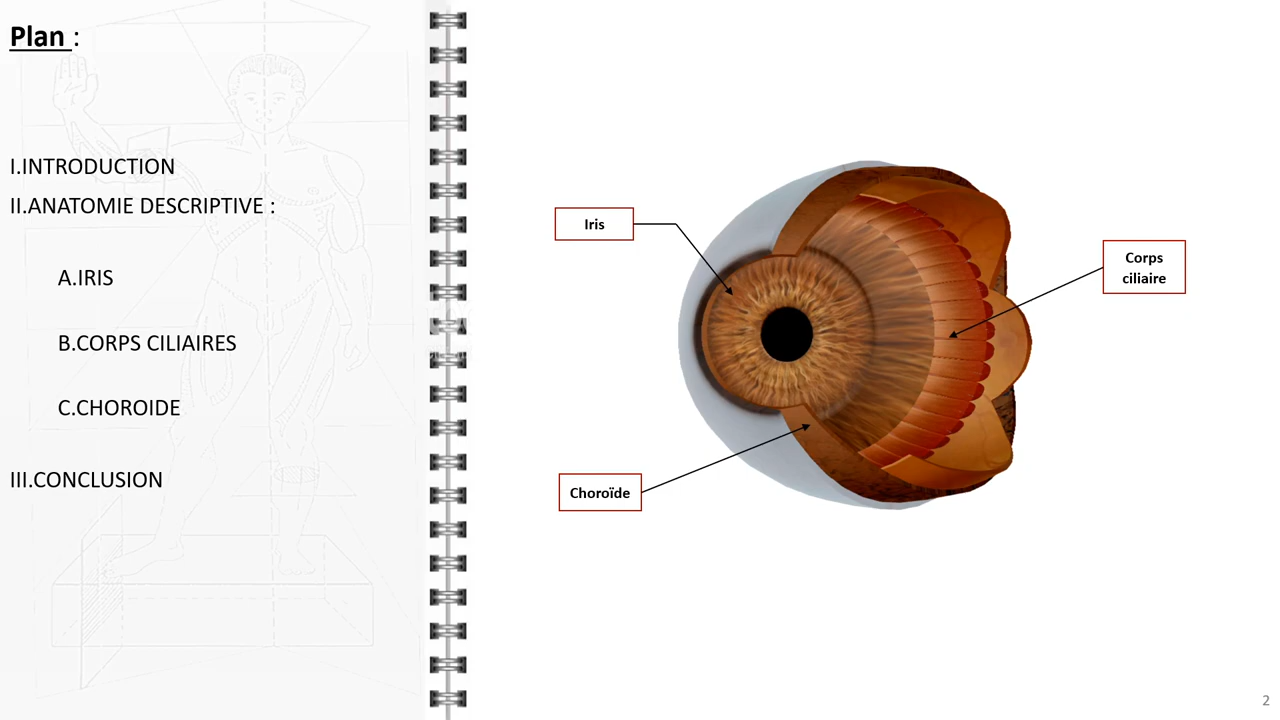 Plan :
I.INTRODUCTION
II.ANATOMIE DESCRIPTIVE :
A.IRIS
B.CORPS CILIAIRES
C.CHOROIDE
III.CONCLUSION
Iris
Corps
ciliaire
Choroïde
2